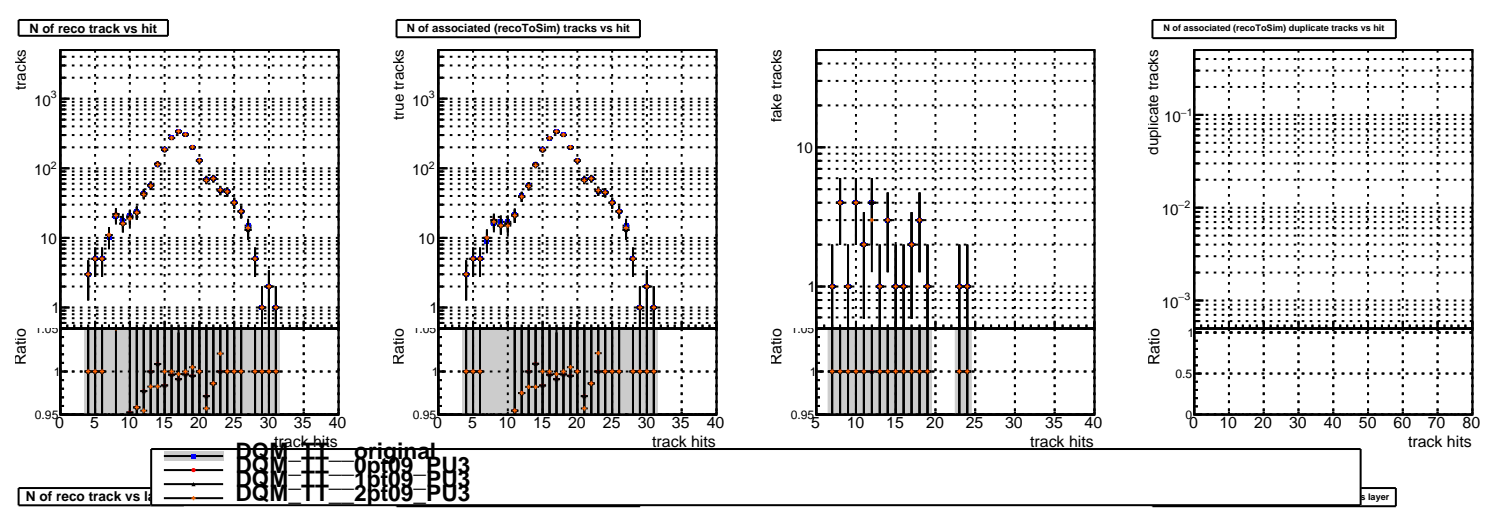 N of reco track vs hit
N of associated (recoToSim) tracks vs hit
N of associated (recoToSim) duplicate tracks vs hit
tracks
10³
10²
10
1
Ratio
1.05
1
0.95
0 5 10 15 20 25 30 35 40
track hits
true tracks
10³
10²
10
1
Ratio
1.05
1
0.95
0 5 10 15 20 25 30 35 40
track hits
fake tracks
10
1
Ratio
1.05
1
0.95
0 5 10 15 20 25 30 35 40
track hits
duplicate tracks
10⁻¹
10⁻²
10⁻³
Ratio
1
0.5
0
0 10 20 30 40 50 60 70 80
track hits
DQM_TT__original
DQM_TT__0pt09_PU3
DQM_TT__1pt09_PU3
DQM_TT__2pt09_PU3
N of reco track vs la
s layer